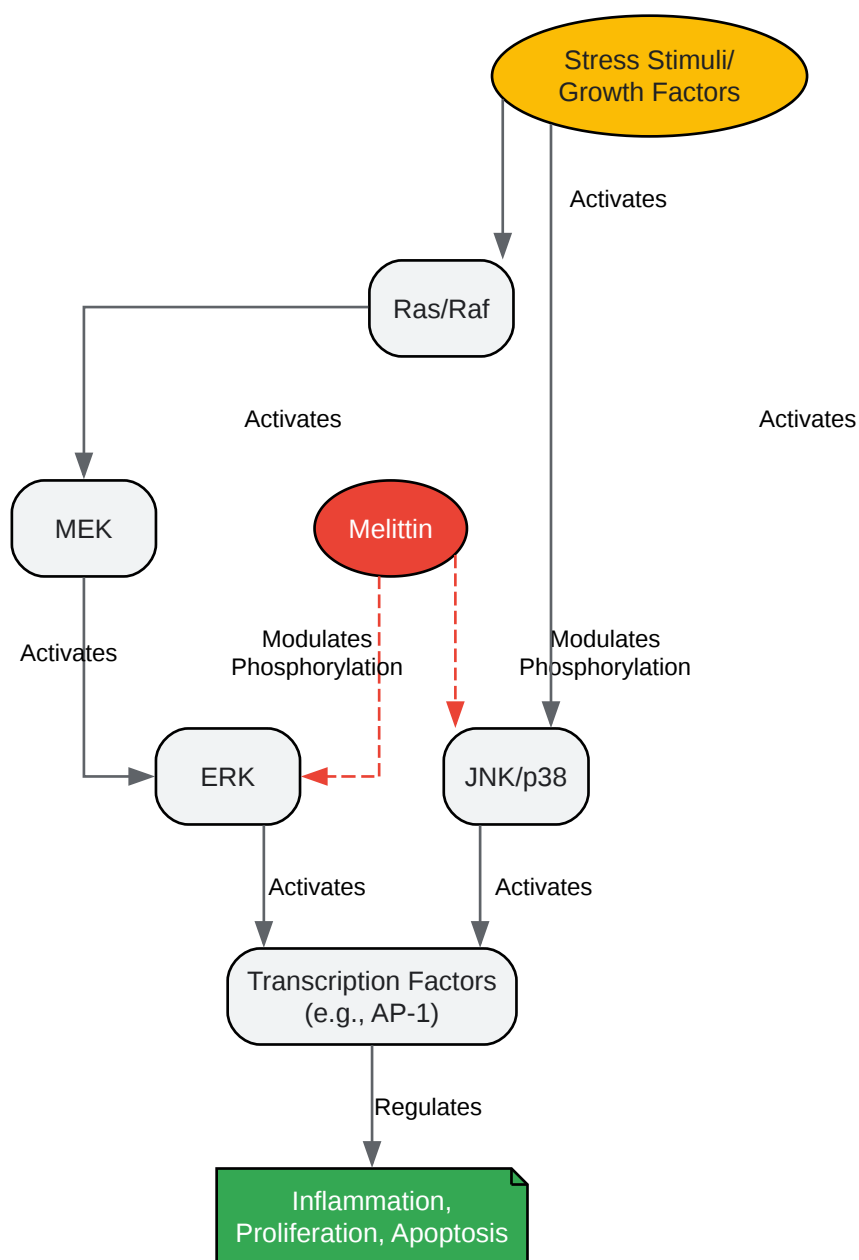 Stress Stimuli/
Growth Factors
Activates
Ras/Raf
Activates
Activates
MEK
Melittin
Activates
Modulates
Phosphorylation
Modulates
Phosphorylation
ERK
JNK/p38
Activates
Activates
Transcription Factors
(e.g., AP-1)
Regulates
Inflammation,
Proliferation, Apoptosis